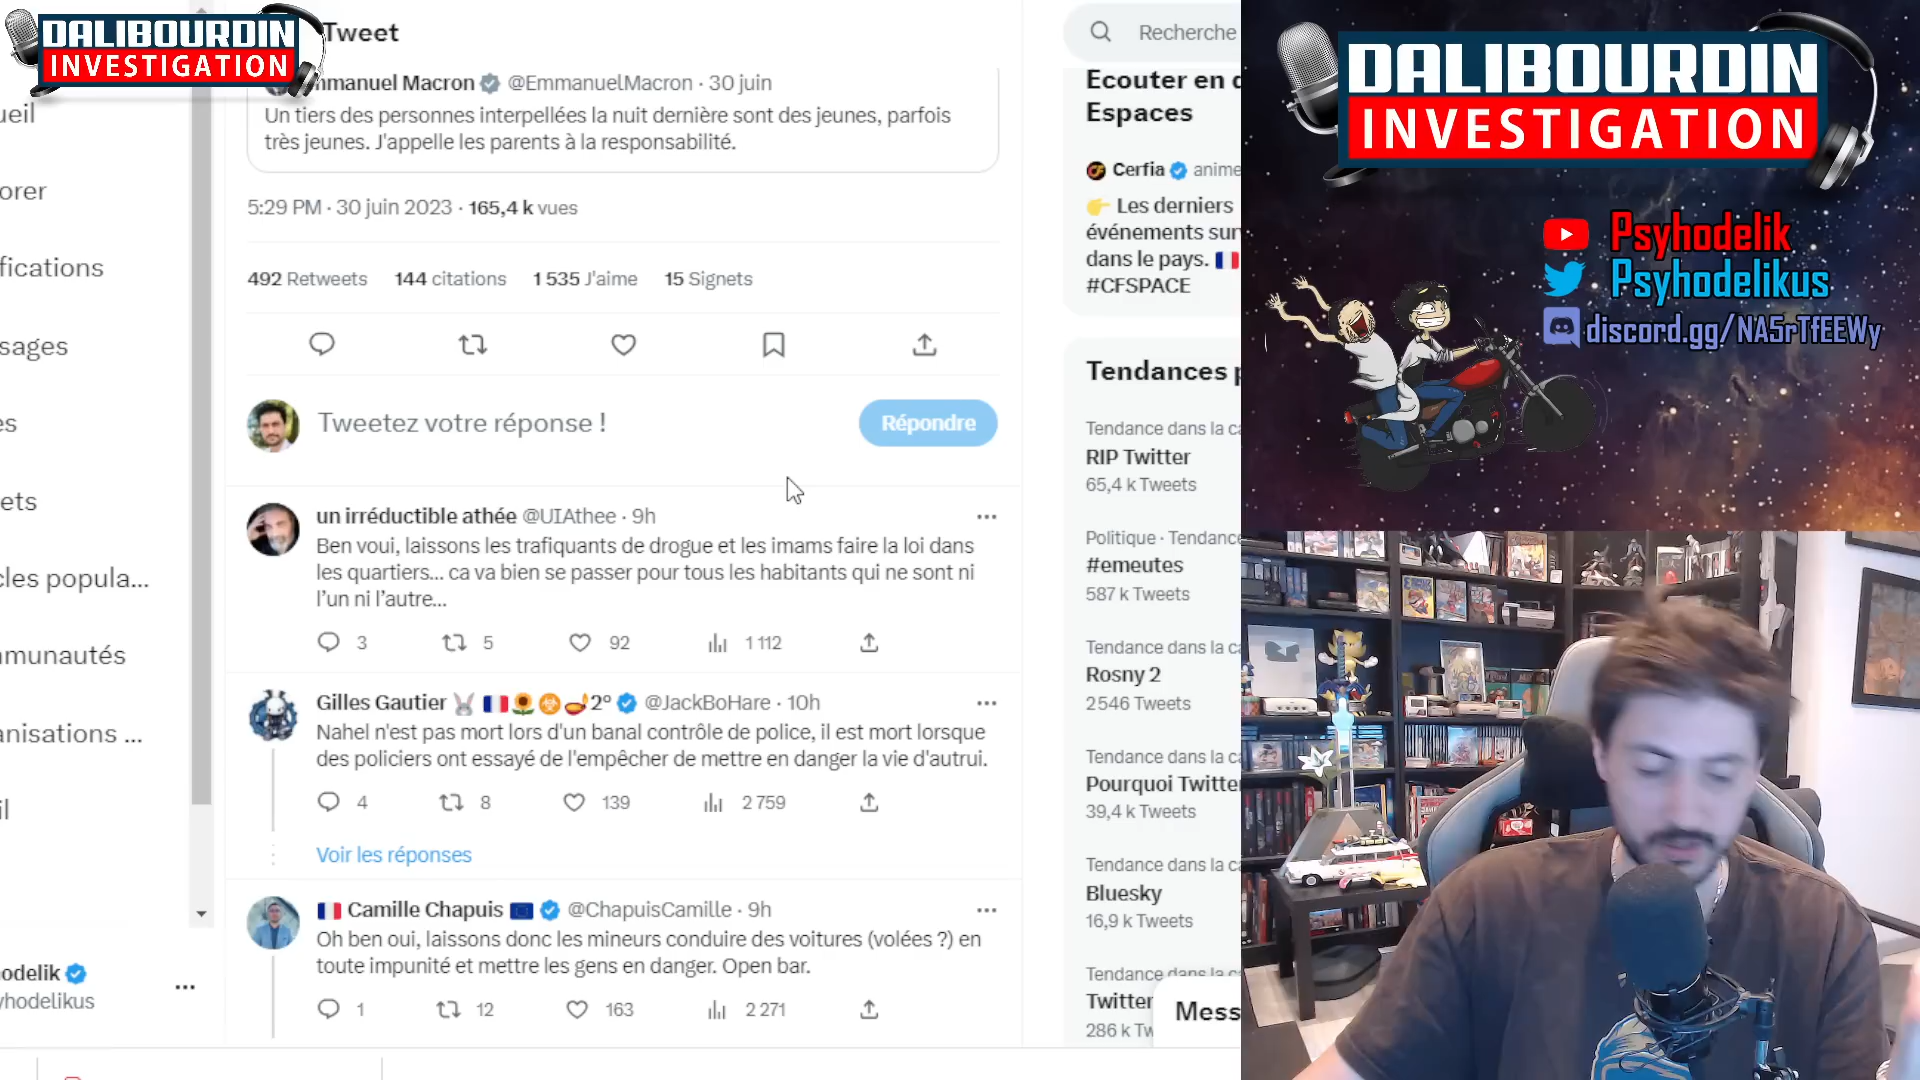 DALIBOURDIN
INVESTIGATION
Tweet
mmanuel Macron @EmmanuelMacron · 30 juin
Un tiers des personnes interpellées la nuit dernière sont des jeunes, parfois
très jeunes. J'appelle les parents à la responsabilité.
5:29 PM · 30 juin 2023 · 165,4 k vues
492 Retweets 144 citations 1 535 J'aime 15 Signets
Tweetez votre réponse !
Répondre
un irréductible athée @UIAthee · 9h
Ben voui, laissons les trafiquants de drogue et les imams faire la loi dans
les quartiers... ca va bien se passer pour tous les habitants qui ne sont ni
l'un ni l'autre...
3 5 92 1 112
Gilles Gautier 2° @JackBoHare · 10h
Nahel n'est pas mort lors d'un banal contrôle de police, il est mort lorsque
des policiers ont essayé de l'empêcher de mettre en danger la vie d'autrui.
4 8 139 2 759
Voir les réponses
Camille Chapuis @ChapuisCamille · 9h
Oh ben oui, laissons donc les mineurs conduire des voitures (volées ?) en
toute impunité et mettre les gens en danger. Open bar.
1 12 163 2 271
ueil
orer
fications
sages
es
ets
cles popula...
mmunautés
anisations ...
il
odelik
yhodelikus
Recherche
Ecouter en d
Espaces
Cerfia anime
Les derniers
événements sur
dans le pays.
#CFSPACE
Tendances p
Tendance dans la ca
RIP Twitter
65,4 k Tweets
Politique · Tendance
#emeutes
587 k Tweets
Tendance dans la ca
Rosny 2
2 546 Tweets
Tendance dans la ca
Pourquoi Twitter
39,4 k Tweets
Tendance dans la ca
Bluesky
16,9 k Tweets
Tendance dans la ca
Twitter
286 k Tw
Mess
DALIBOURDIN
INVESTIGATION
Psyhodelik
Psyhodelikus
discord.gg/NA5rTfEEWy